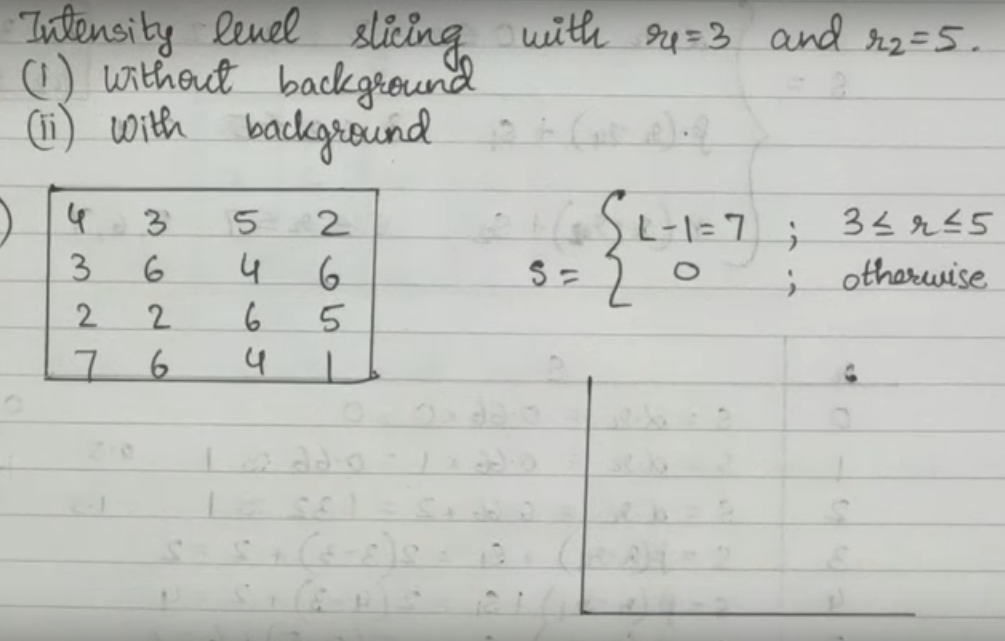 Intensity level slicing with r1=3 and r2=5.
(i) without background
(ii) with background
)
4 3 5 2
3 6 4 6
2 2 6 5
7 6 4 1
S = { L-1=7 ; 3≤r≤5
0 ; otherwise